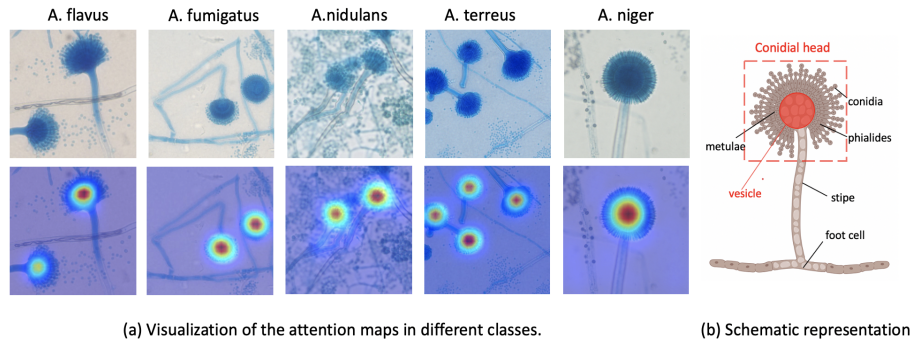 A. flavus
A. fumigatus
A.nidulans
A. terreus
A. niger
Conidial head
conidia
phialides
metulae
vesicle
stipe
foot cell
(a) Visualization of the attention maps in different classes.
(b) Schematic representation